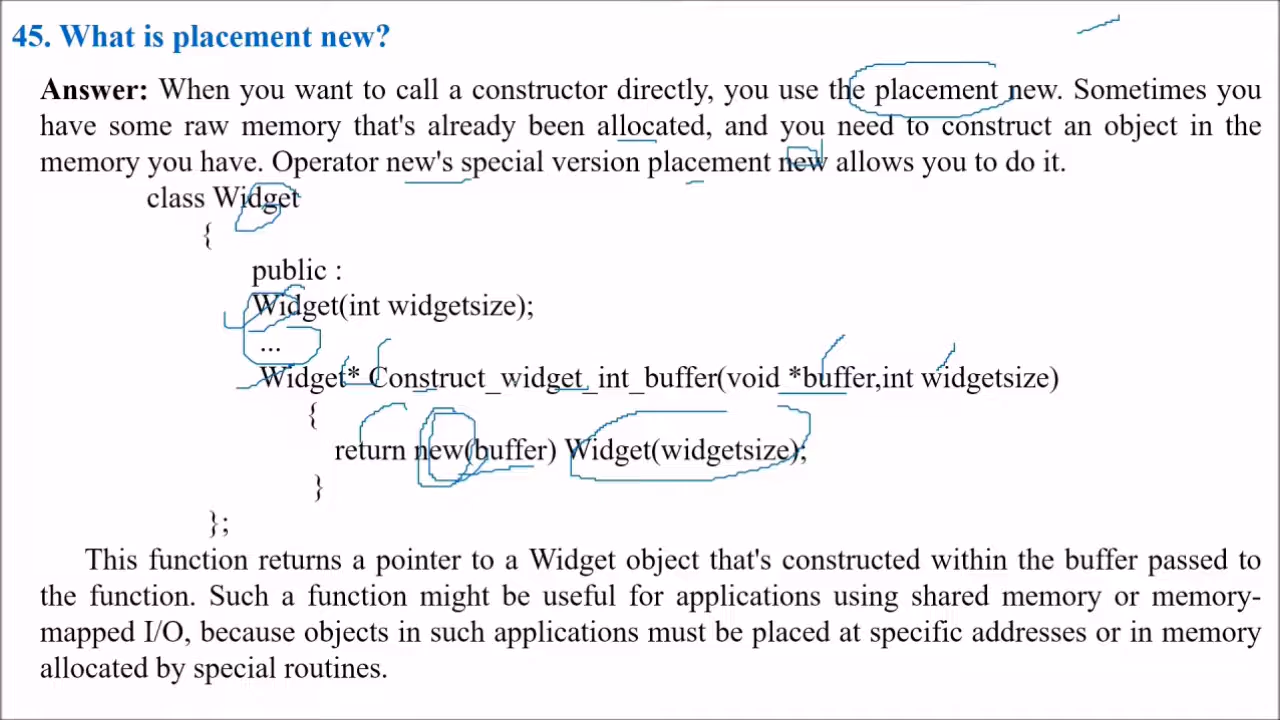 45. What is placement new?
Answer: When you want to call a constructor directly, you use the placement new. Sometimes you
have some raw memory that's already been allocated, and you need to construct an object in the
memory you have. Operator new's special version placement new allows you to do it.
class Widget
{
public :
Widget(int widgetsize);
...
Widget* Construct_widget_int_buffer(void *buffer,int widgetsize)
{
return new(buffer) Widget(widgetsize);
}
};
This function returns a pointer to a Widget object that's constructed within the buffer passed to
the function. Such a function might be useful for applications using shared memory or memory-
mapped I/O, because objects in such applications must be placed at specific addresses or in memory
allocated by special routines.